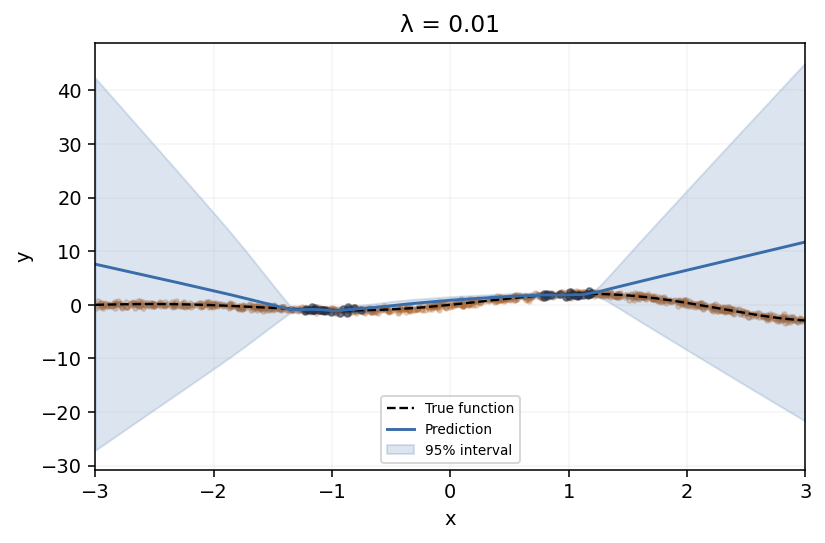 λ = 0.01
y
40
30
20
10
0
−10
−20
−30
True function
Prediction
95% interval
−3
−2
−1
0
1
2
3
x